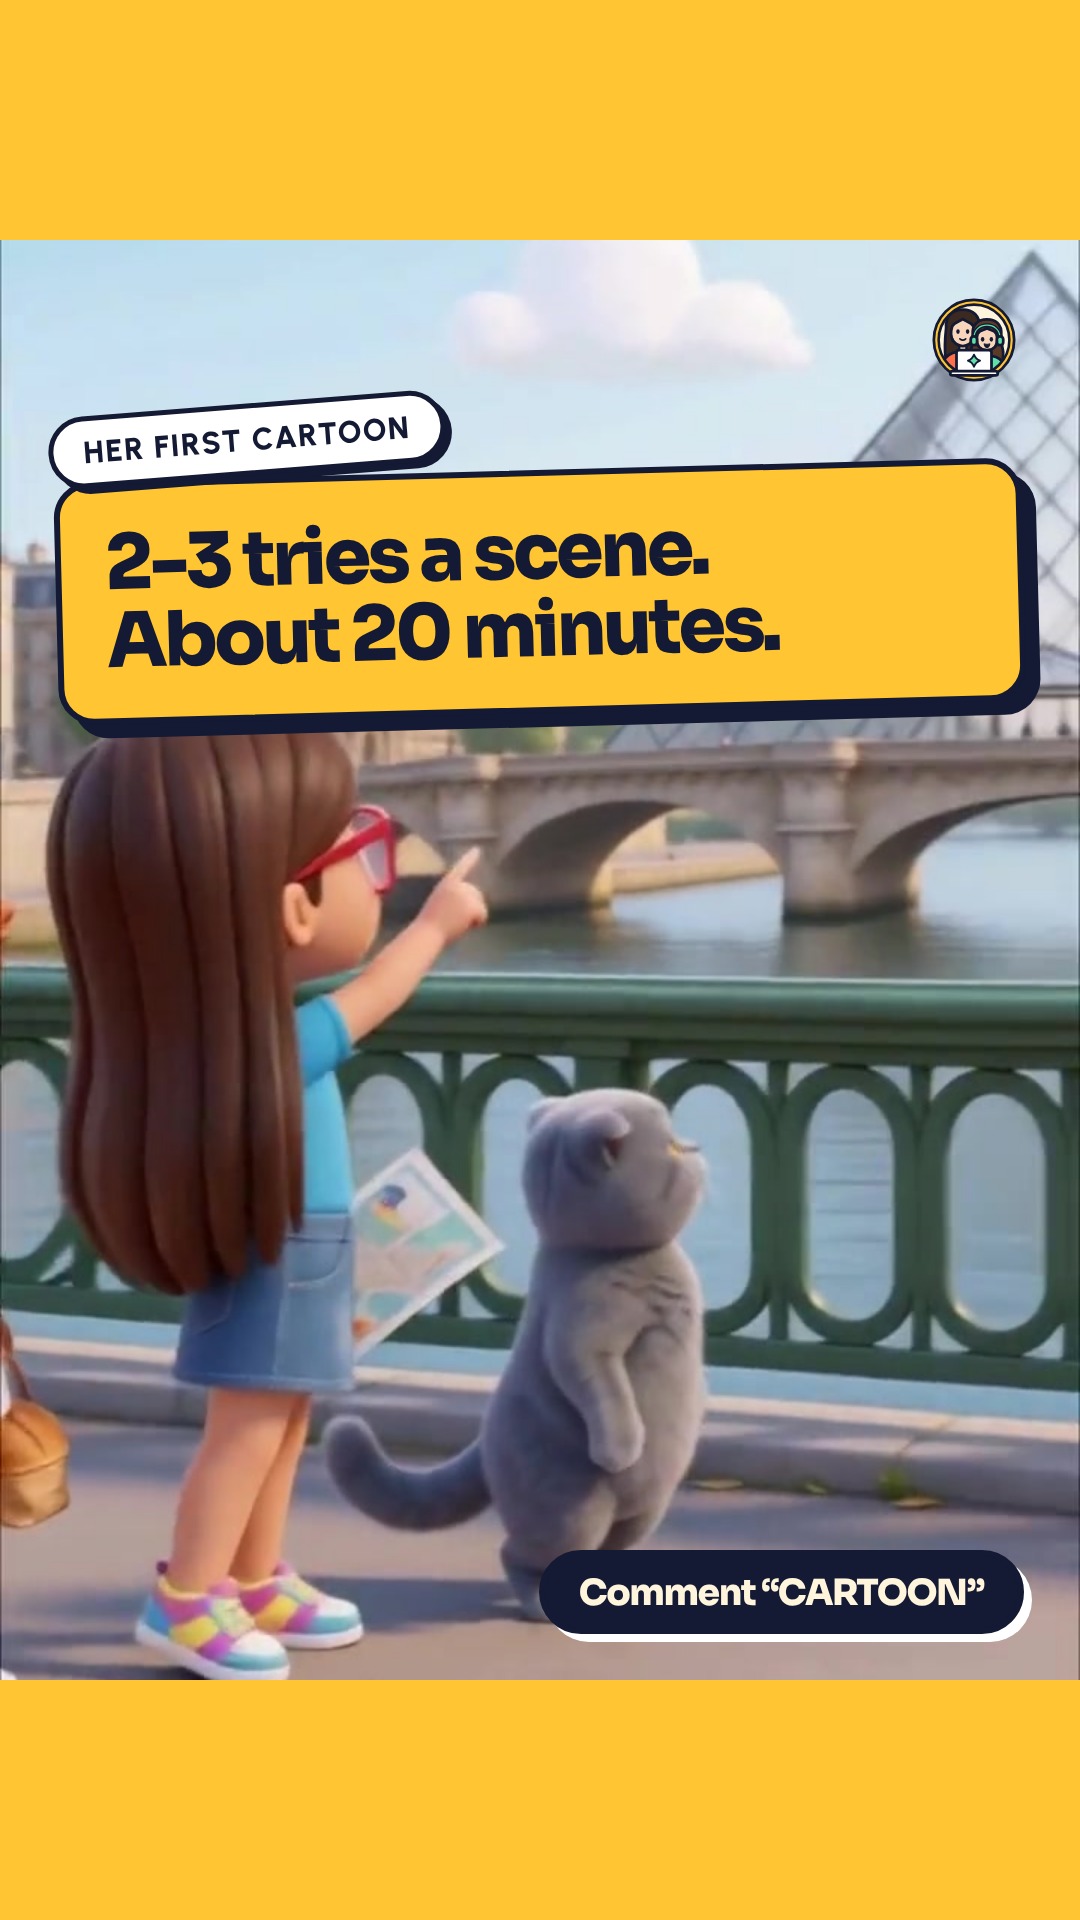 HER FIRST CARTOON
2–3 tries a scene.
About 20 minutes.
Comment “CARTOON”